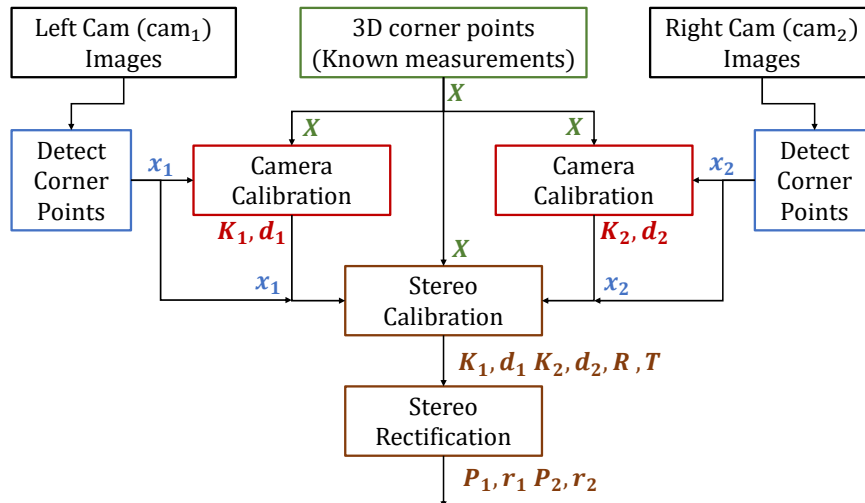 Left Cam (cam₁)
Images
3D corner points
(Known measurements)
Right Cam (cam₂)
Images
X
X
X
Detect
Corner
Points
x₁
Camera
Calibration
Camera
Calibration
x₂
Detect
Corner
Points
K₁, d₁
K₂, d₂
X
x₁
Stereo
Calibration
x₂
K₁, d₁ K₂, d₂, R , T
Stereo
Rectification
P₁, r₁ P₂, r₂